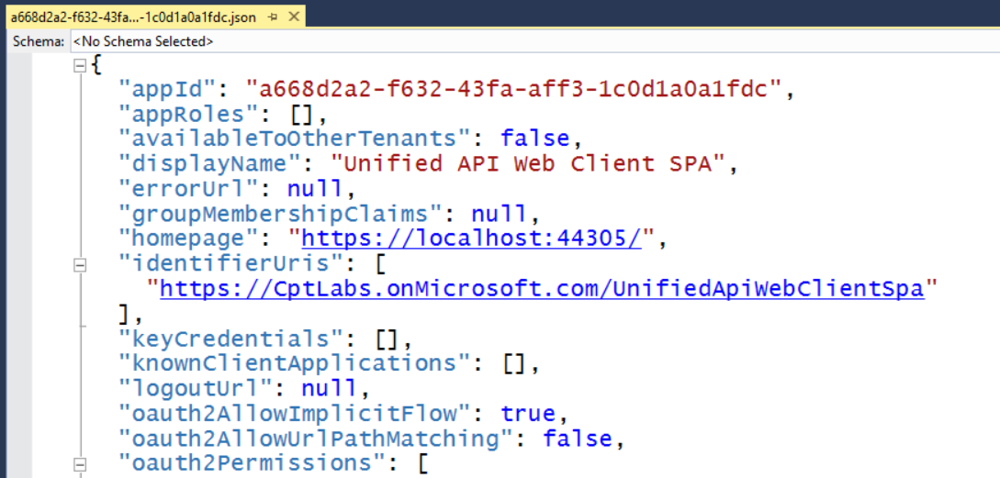 a668d2a2-f632-43fa...-1c0d1a0a1fdc.json
Schema: <No Schema Selected>
{
"appId": "a668d2a2-f632-43fa-aff3-1c0d1a0a1fdc",
"appRoles": [],
"availableToOtherTenants": false,
"displayName": "Unified API Web Client SPA",
"errorUrl": null,
"groupMembershipClaims": null,
"homepage": "https://localhost:44305/",
"identifierUris": [
"https://CptLabs.onMicrosoft.com/UnifiedApiWebClientSpa"
],
"keyCredentials": [],
"knownClientApplications": [],
"logoutUrl": null,
"oauth2AllowImplicitFlow": true,
"oauth2AllowUrlPathMatching": false,
"oauth2Permissions": [